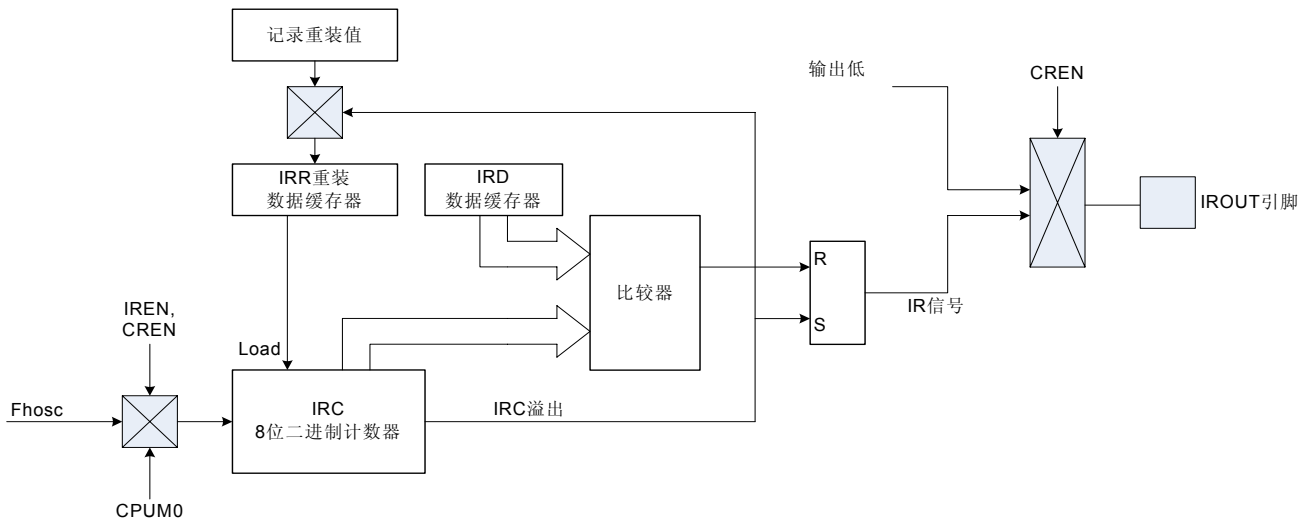 记录重装值
输出低
CREN
IRR重装
数据缓存器
IRD
数据缓存器
IROUT引脚
比较器
R
S
IR信号
IREN,
CREN
Load
Fhosc
IRC
8位二进制计数器
IRC溢出
CPUM0